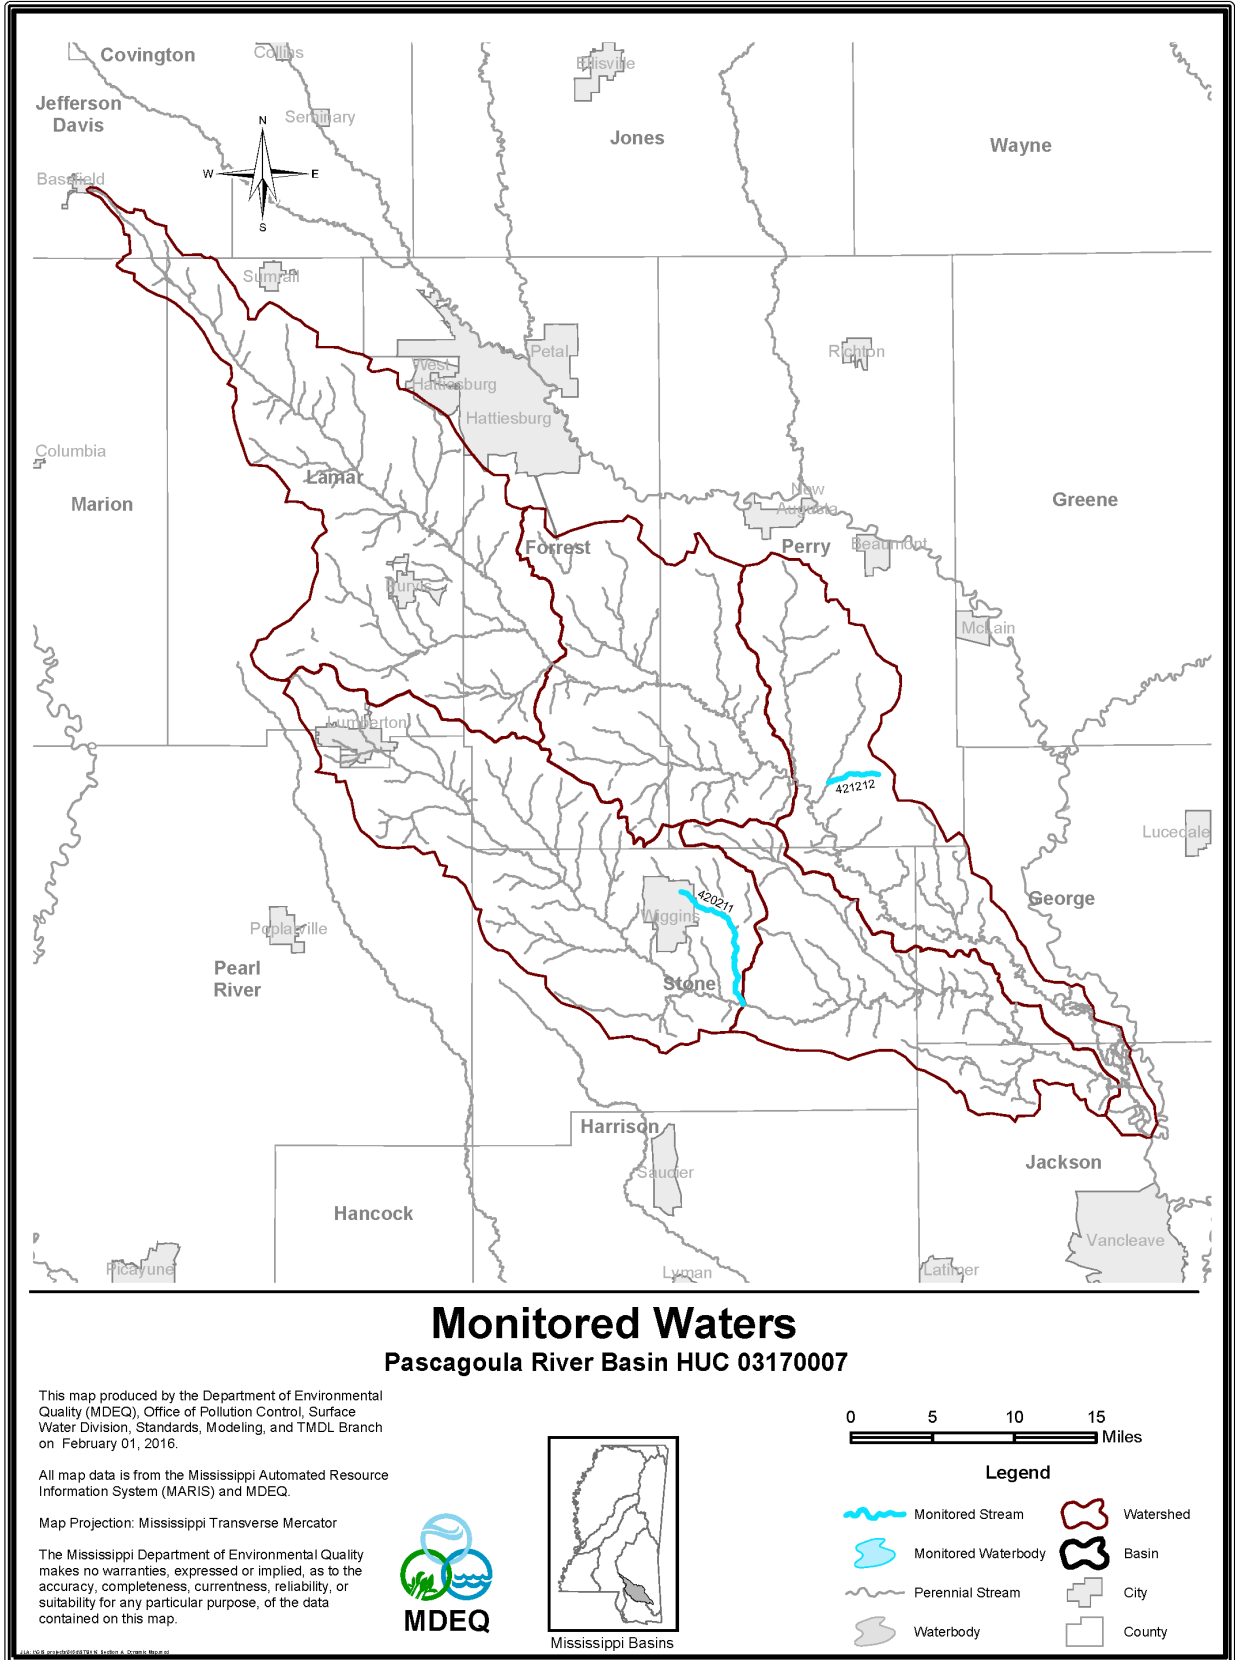 Covington
Collins
Ellisville
Jefferson
Davis
Seminary
Jones
Wayne
N
W
E
S
Bassfield
Sumrall
Petal
Richton
West
Hattiesburg
Hattiesburg
Columbia
Lamar
Marion
New
Augusta
Greene
Forrest
Perry
Beaumont
Purvis
McLain
Lumberton
421212
Lucedale
420211
Wiggins
George
Poplarville
Pearl
River
Stone
Harrison
Saucier
Jackson
Hancock
Vancleave
Picayune
Lyman
Latimer
Monitored Waters
Pascagoula River Basin HUC 03170007
This map produced by the Department of Environmental
Quality (MDEQ), Office of Pollution Control, Surface
Water Division, Standards, Modeling, and TMDL Branch
on February 01, 2016.
All map data is from the Mississippi Automated Resource
Information System (MARIS) and MDEQ.
Map Projection: Mississippi Transverse Mercator
The Mississippi Department of Environmental Quality
makes no warranties, expressed or implied, as to the
accuracy, completeness, currentness, reliability, or
suitability for any particular purpose, of the data
contained on this map.
MDEQ
Mississippi Basins
0 5 10 15
Miles
Legend
Monitored Stream
Watershed
Monitored Waterbody
Basin
Perennial Stream
City
Waterbody
County